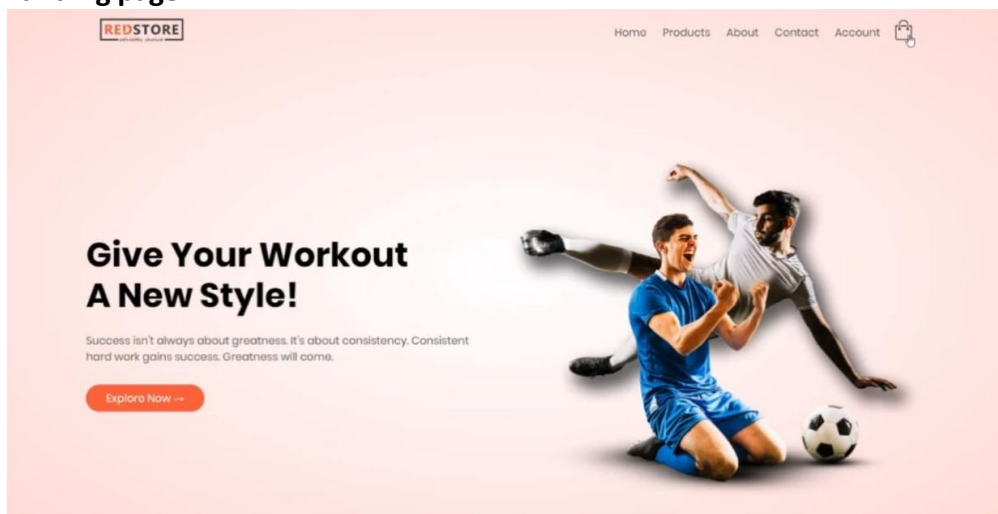 REDSTORE
Home Products About Contact Account
Give Your Workout
A New Style!
Success isn't always about greatness. It's about consistency. Consistent
hard work gains success. Greatness will come.
Explore Now →